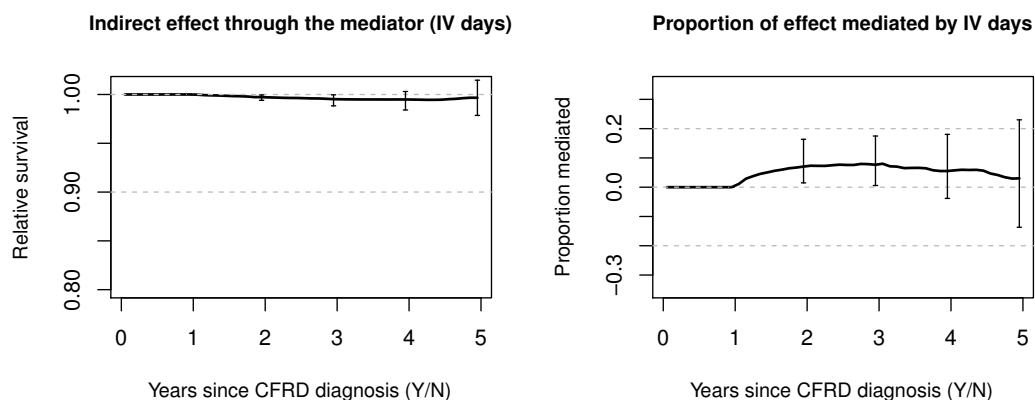 Indirect effect through the mediator (IV days)
Relative survival
1.00
0.90
0.80
0 1 2 3 4 5
Years since CFRD diagnosis (Y/N)
Proportion of effect mediated by IV days
Proportion mediated
0.2
0.0
−0.3
0 1 2 3 4 5
Years since CFRD diagnosis (Y/N)